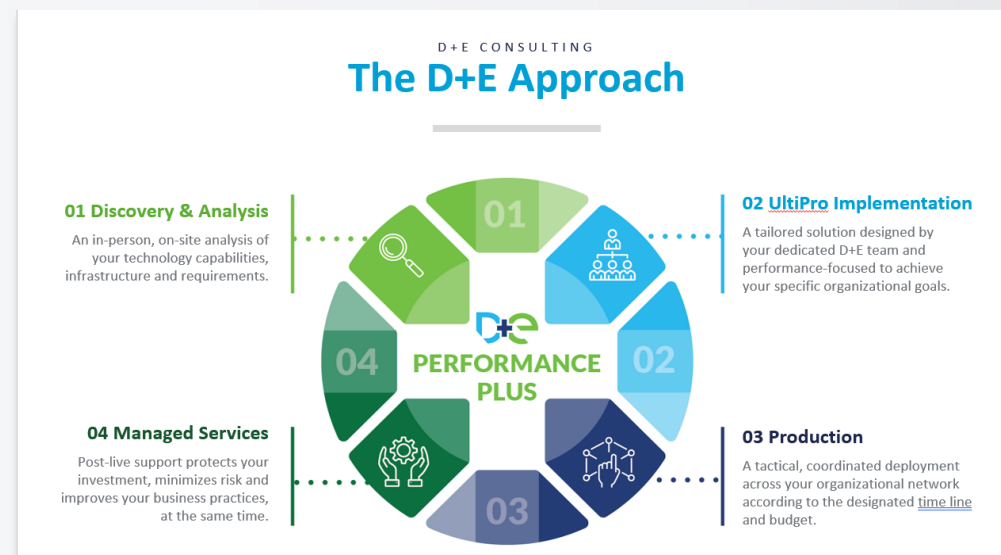 D+E CONSULTING
The D+E Approach
01 Discovery & Analysis
An in-person, on-site analysis of
your technology capabilities,
infrastructure and requirements.
02 UltiPro Implementation
A tailored solution designed by
your dedicated D+E team and
performance-focused to achieve
your specific organizational goals.
01
04
02
03
D+E
PERFORMANCE
PLUS
04 Managed Services
Post-live support protects your
investment, minimizes risk and
improves your business practices,
at the same time.
03 Production
A tactical, coordinated deployment
across your organizational network
according to the designated time line
and budget.